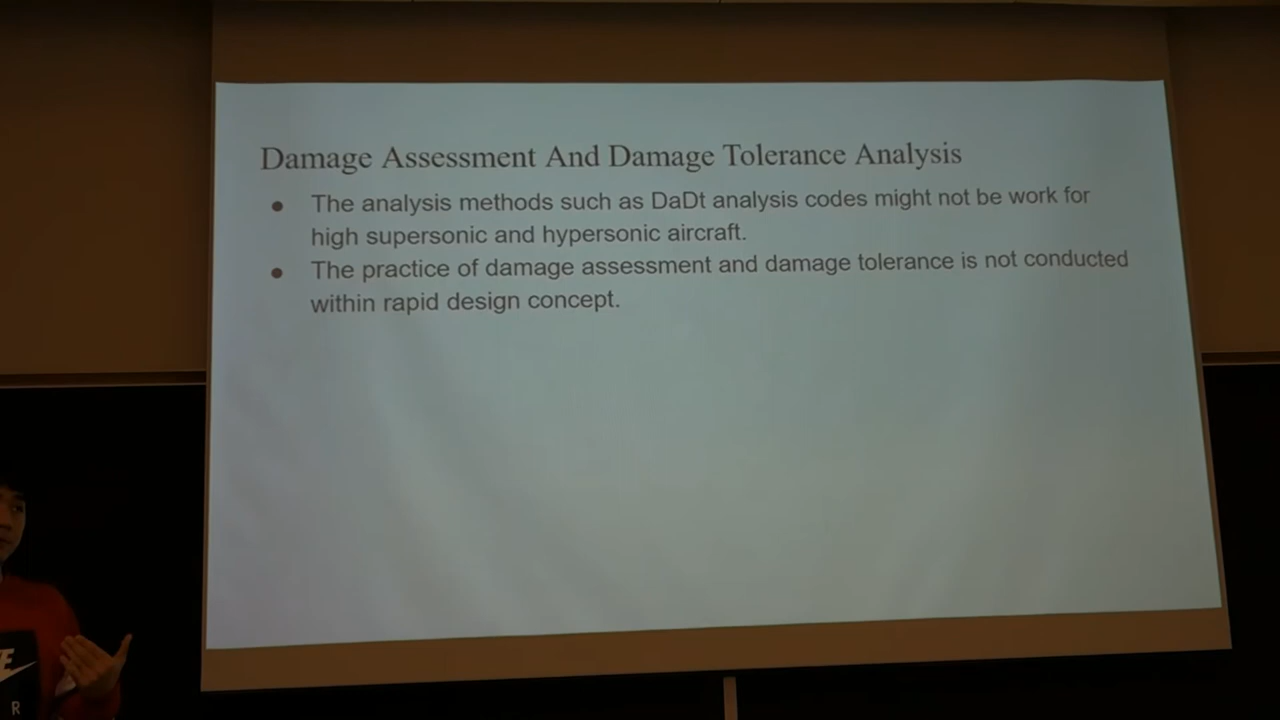 Damage Assessment And Damage Tolerance Analysis
● The analysis methods such as DaDt analysis codes might not be work for
high supersonic and hypersonic aircraft.
● The practice of damage assessment and damage tolerance is not conducted
within rapid design concept.
E
R